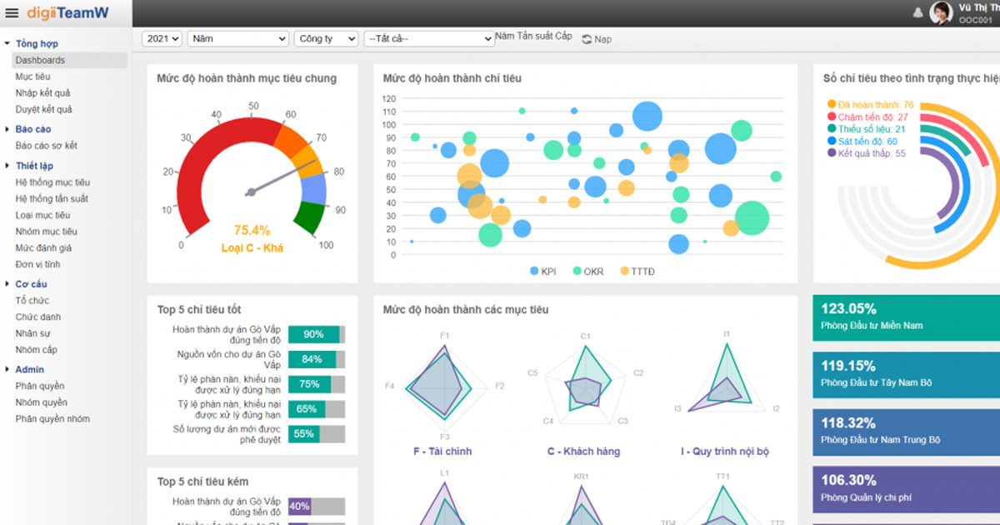 digiiTeamW
Vũ Thị
OOC001
Tổng hợp
Dashboards
Mục tiêu
Nhập kết quả
Duyệt kết quả
Báo cáo
Báo cáo sơ kết
Thiết lập
Hệ thống mục tiêu
Hệ thống tần suất
Loại mục tiêu
Nhóm mục tiêu
Mức đánh giá
Đơn vị tính
Cơ cấu
Tổ chức
Chức danh
Nhân sự
Nhóm cấp
Admin
Phân quyền
Nhóm quyền
Phân quyền nhóm
2021 Năm Công ty --Tất cả-- Năm Tần suất Cấp Nạp
Mức độ hoàn thành mục tiêu chung
0
10
20
30
40
50
60
70
80
90
100
75.4%
Loại C - Khá
Mức độ hoàn thành chỉ tiêu
120
110
100
90
80
70
60
50
40
30
20
10
0
KPI OKR TTTĐ
Số chỉ tiêu theo tình trạng thực
Đã hoàn thành: 76
Chậm tiến độ: 27
Thiếu số liệu: 21
Sát tiến độ: 60
Kết quả thấp: 55
Top 5 chỉ tiêu tốt
Hoàn thành dự án Gò Vấp
đúng tiến độ
90%
Nguồn vốn cho dự án Gò
Vấp
84%
Tỷ lệ phàn nàn, khiếu nại
được xử lý đúng hạn
75%
Tỷ lệ phàn nàn, khiếu nại
được xử lý đúng hạn
65%
Số lượng dự án mới được
phê duyệt
55%
Top 5 chỉ tiêu kém
Hoàn thành dự án Gò Vấp
đúng tiến độ
40%
Mức độ hoàn thành các mục tiêu
F1
F2
F3
F4
F - Tài chính
C1
C2
C3
C4
C5
C - Khách hàng
I1
I2
I3
I - Quy trình nội bộ
L1
KR1
TT1
TT2
TĐ4
123.05%
Phòng Đầu tư Miền Nam
119.15%
Phòng Đầu tư Tây Nam Bộ
118.32%
Phòng Đầu tư Nam Trung Bộ
106.30%
Phòng Quản lý chi phí